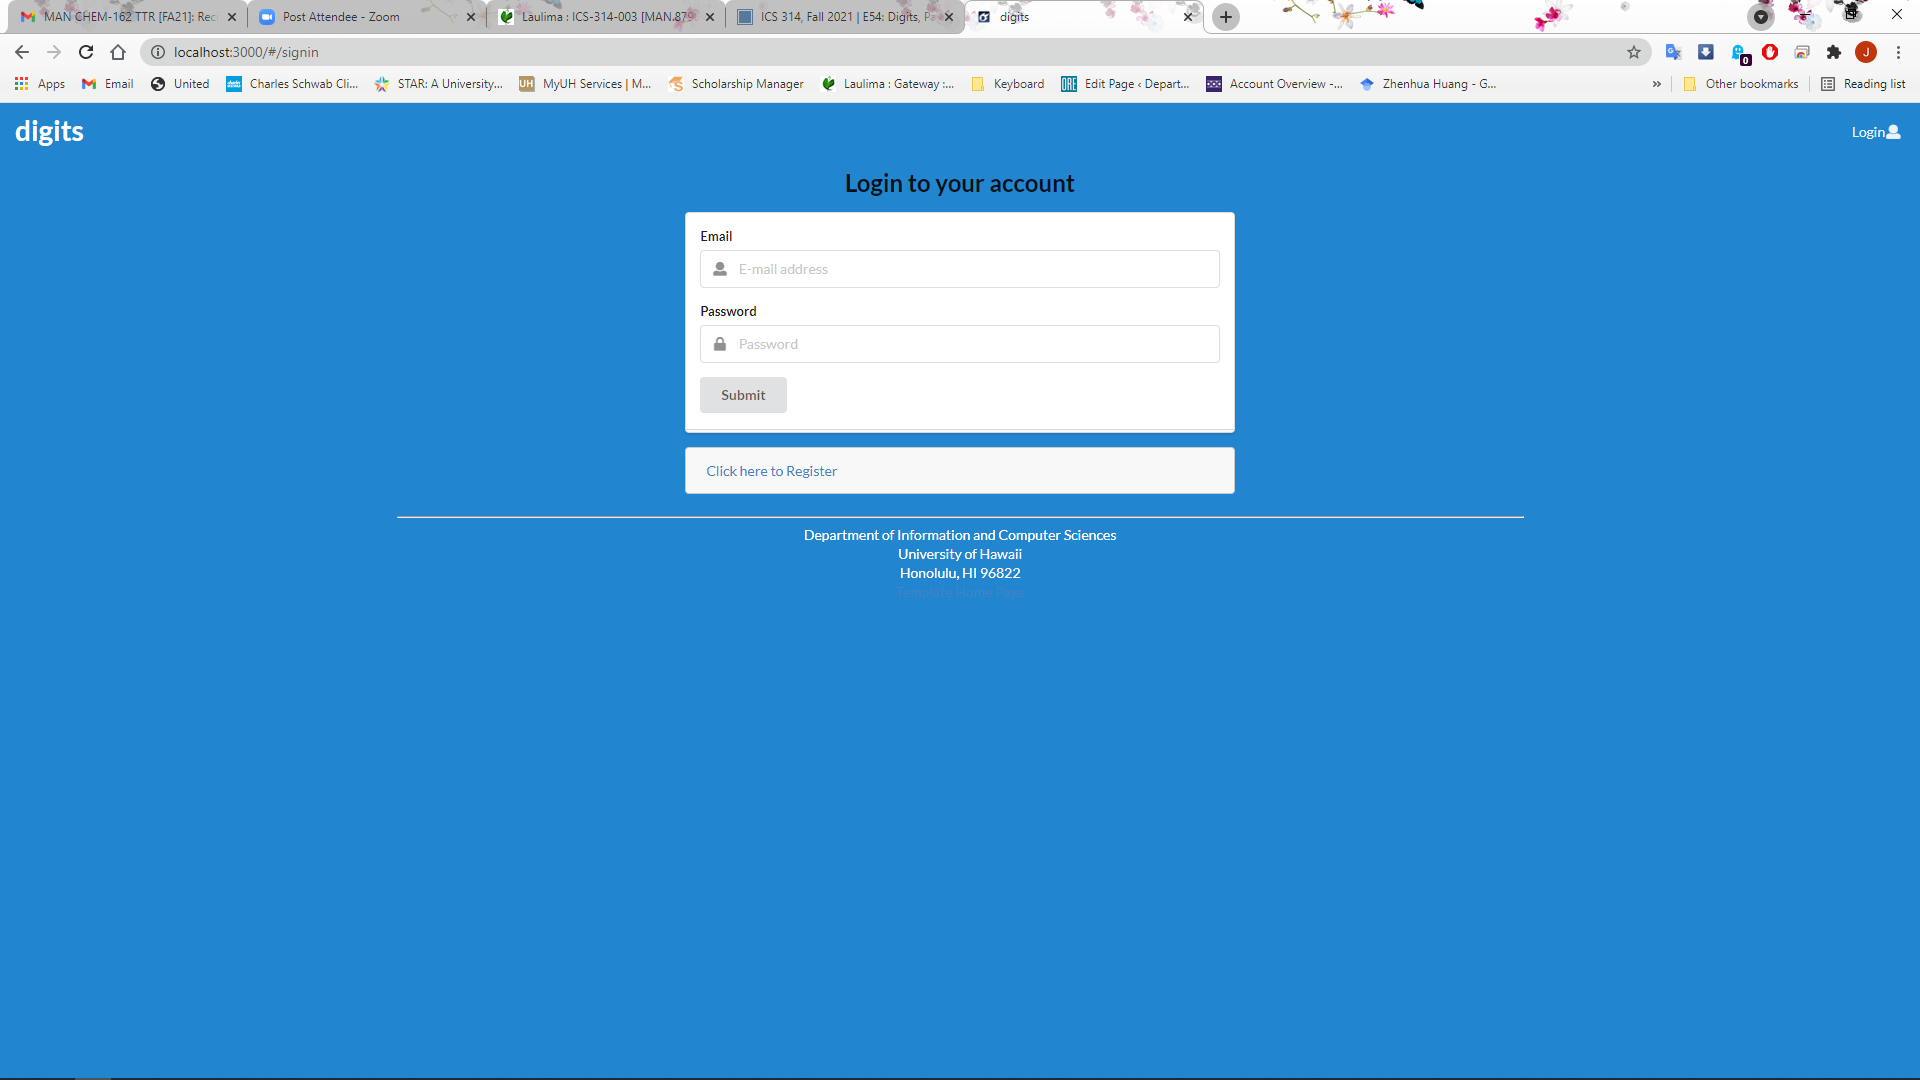 MAN CHEM-162 TTR [FA21]: Rec
Post Attendee - Zoom
Laulima : ICS-314-003 [MAN.879
ICS 314, Fall 2021 | E54: Digits, Pa
digits
localhost:3000/#/signin
0
J
Apps
Email
United
Charles Schwab Cli...
STAR: A University...
UH
MyUH Services | M...
Scholarship Manager
Laulima : Gateway :...
Keyboard
ORE
Edit Page ‹ Depart...
Account Overview -...
Zhenhua Huang - G...
»
Other bookmarks
Reading list
digits
Login
Login to your account
Email
E-mail address
Password
Password
Submit
Click here to Register
Department of Information and Computer Sciences
University of Hawaii
Honolulu, HI 96822
Template Home Page